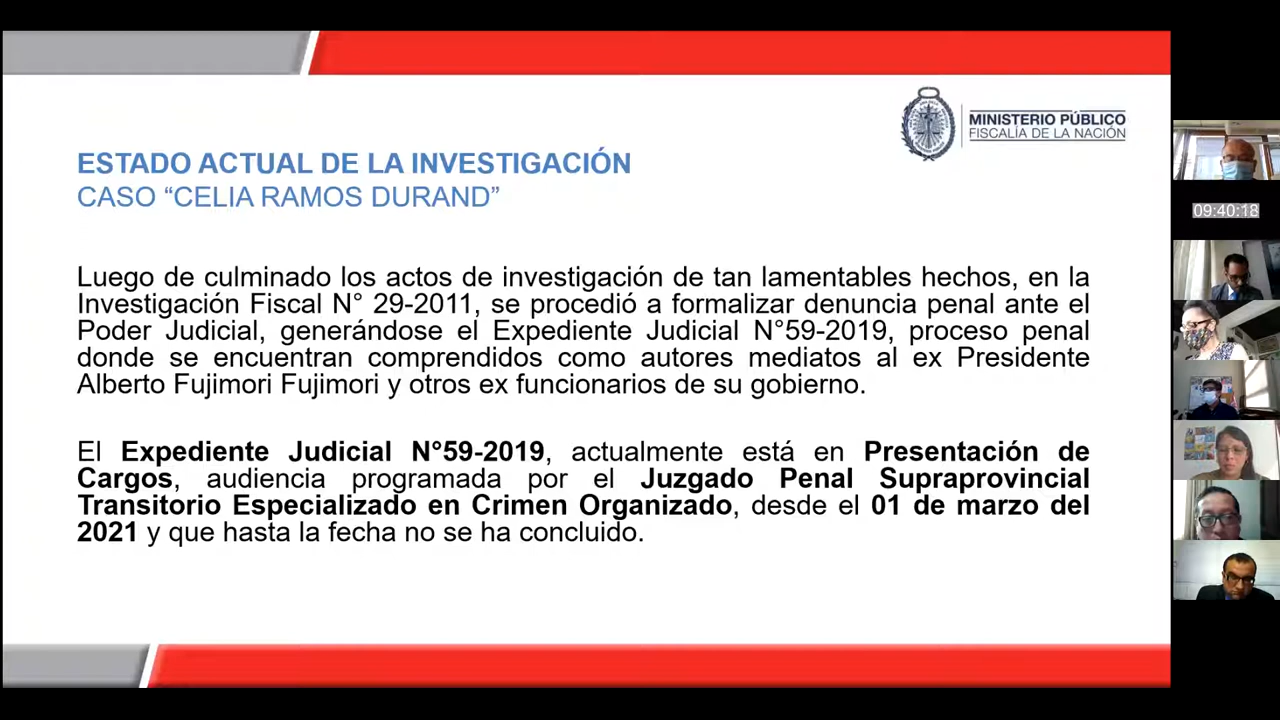 MINISTERIO PÚBLICO
FISCALÍA DE LA NACIÓN
ESTADO ACTUAL DE LA INVESTIGACIÓN
CASO “CELIA RAMOS DURAND”
Luego de culminado los actos de investigación de tan lamentables hechos, en la
Investigación Fiscal N° 29-2011, se procedió a formalizar denuncia penal ante el
Poder Judicial, generándose el Expediente Judicial N°59-2019, proceso penal
donde se encuentran comprendidos como autores mediatos al ex Presidente
Alberto Fujimori Fujimori y otros ex funcionarios de su gobierno.
El Expediente Judicial N°59-2019, actualmente está en Presentación de
Cargos, audiencia programada por el Juzgado Penal Supraprovincial
Transitorio Especializado en Crimen Organizado, desde el 01 de marzo del
2021 y que hasta la fecha no se ha concluido.
09:40:18